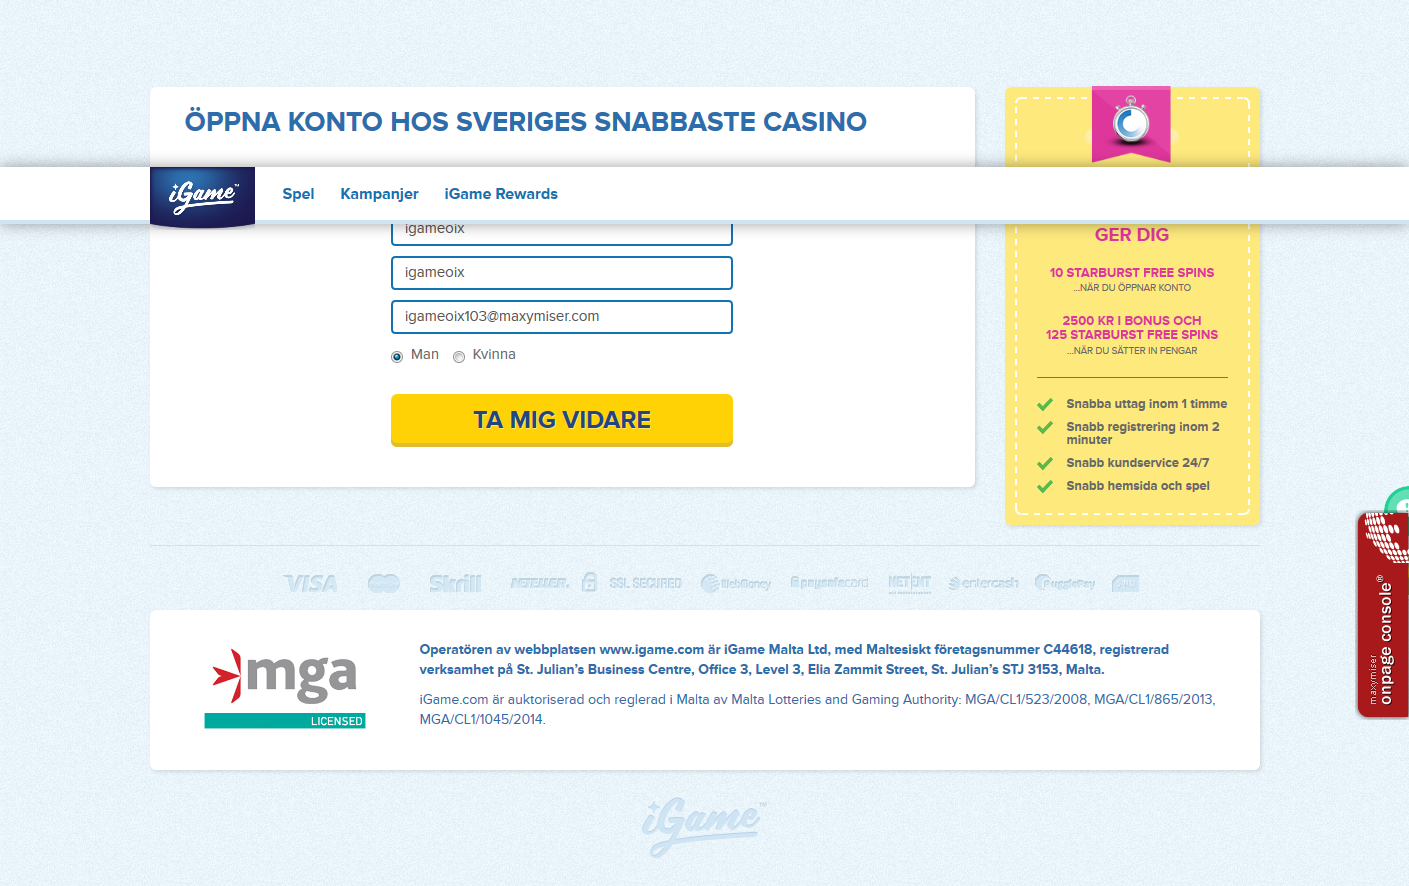 ÖPPNA KONTO HOS SVERIGES SNABBASTE CASINO
iGame™
Spel
Kampanjer
iGame Rewards
igameoix
igameoix
igameoix103@maxymiser.com
Man
Kvinna
TA MIG VIDARE
GER DIG
10 STARBURST FREE SPINS
...NÄR DU ÖPPNAR KONTO
2500 KR I BONUS OCH
125 STARBURST FREE SPINS
...NÄR DU SÄTTER IN PENGAR
Snabba uttag inom 1 timme
Snabb registrering inom 2
minuter
Snabb kundservice 24/7
Snabb hemsida och spel
maxymiser
onpage console®
VISA
Skrill
NETELLER.
SSL SECURED
WebMoney
paysafecard
NETENT
entercash
PugglePay
mga
LICENSED
Operatören av webbplatsen www.igame.com är iGame Malta Ltd, med Maltesiskt företagsnummer C44618, registrerad
verksamhet på St. Julian’s Business Centre, Office 3, Level 3, Elia Zammit Street, St. Julian’s STJ 3153, Malta.
iGame.com är auktoriserad och reglerad i Malta av Malta Lotteries and Gaming Authority: MGA/CL1/523/2008, MGA/CL1/865/2013,
MGA/CL1/1045/2014.
iGame™